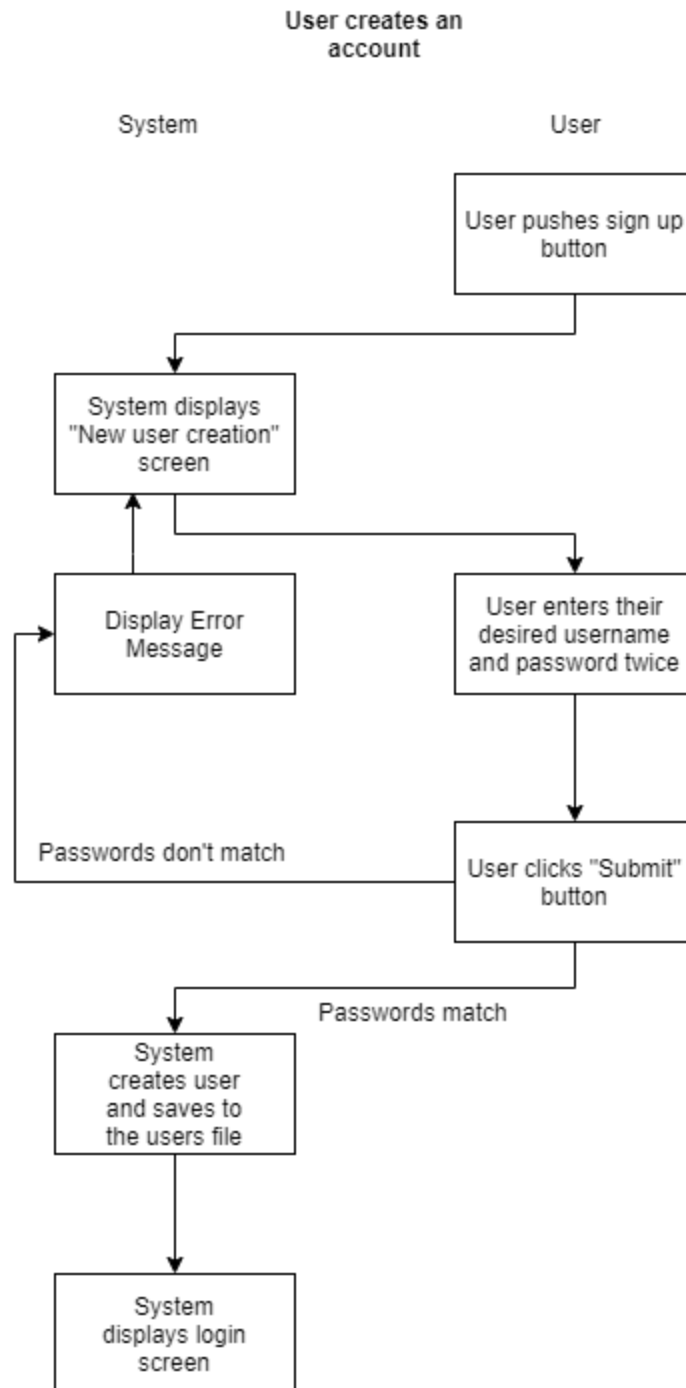 User creates an
account
System
User
User pushes sign up
button
System displays
"New user creation"
screen
Display Error
Message
User enters their
desired username
and password twice
Passwords don't match
User clicks "Submit"
button
Passwords match
System
creates user
and saves to
the users file
System
displays login
screen